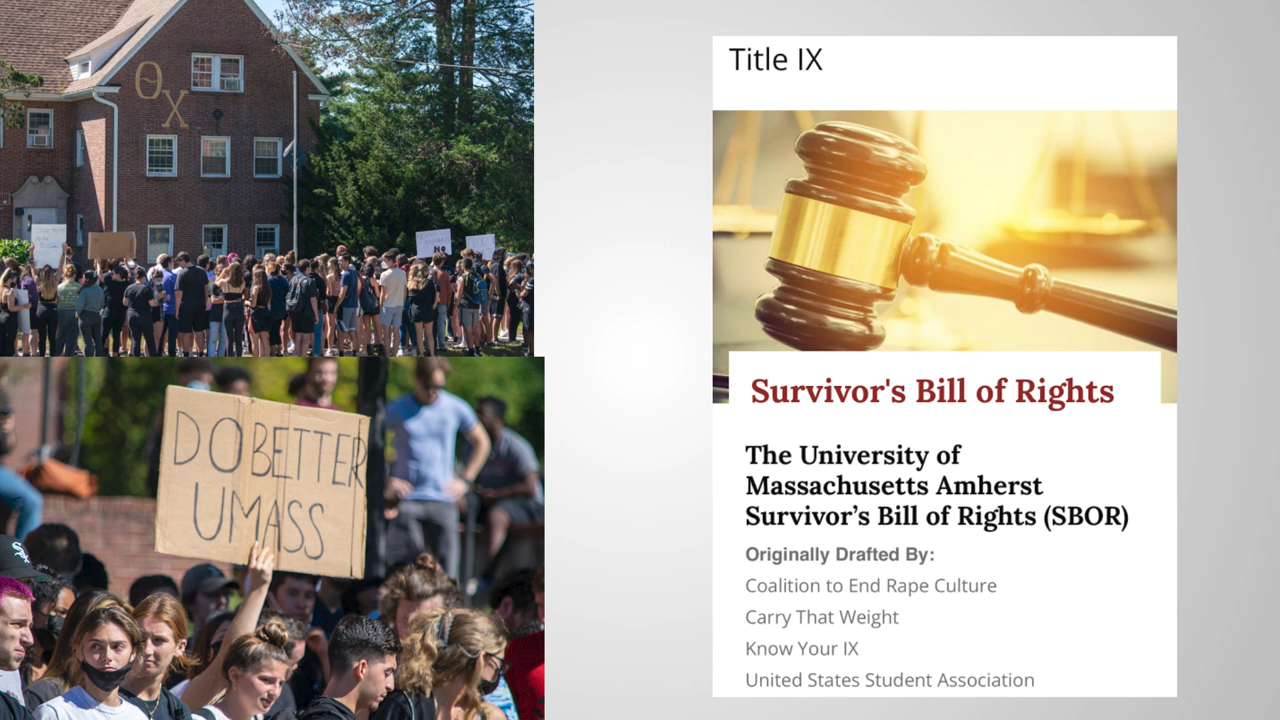 ΘΧ
NO
DO BETTER
UMASS
Title IX
Survivor's Bill of Rights
The University of
Massachusetts Amherst
Survivor’s Bill of Rights (SBOR)
Originally Drafted By:
Coalition to End Rape Culture
Carry That Weight
Know Your IX
United States Student Association